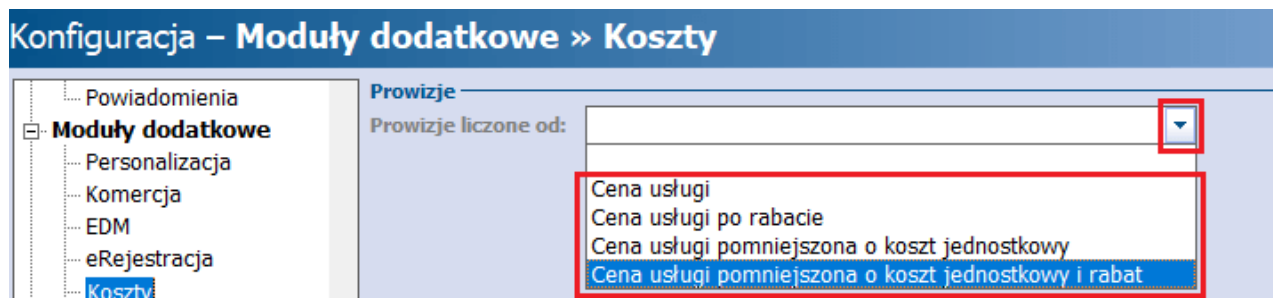 Konfiguracja – Moduły dodatkowe » Koszty
Powiadomienia
Moduły dodatkowe
Personalizacja
Komercja
EDM
eRejestracja
Koszty
Prowizje
Prowizje liczone od:
Cena usługi
Cena usługi po rabacie
Cena usługi pomniejszona o koszt jednostkowy
Cena usługi pomniejszona o koszt jednostkowy i rabat